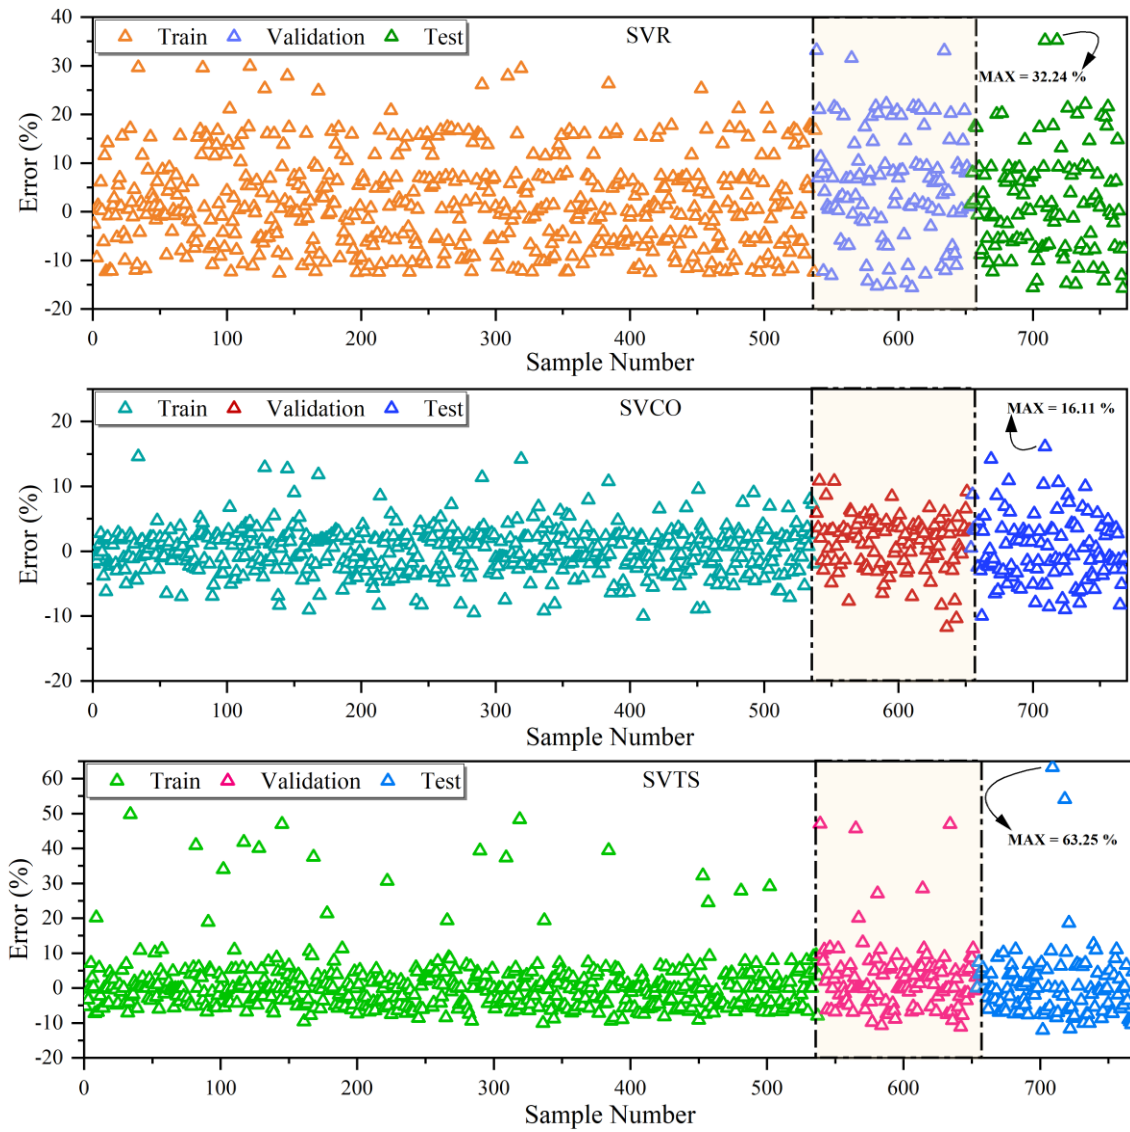 40
Train Validation Test SVR
30
MAX = 32.24 %
20
10
0
-10
-20
Error (%)
0 100 200 300 400 500 600 700
Sample Number
Train Validation Test SVCO
MAX = 16.11 %
20
10
0
-10
-20
Error (%)
0 100 200 300 400 500 600 700
Sample Number
Train Validation Test SVTS
60
50
MAX = 63.25 %
40
30
20
10
0
-10
-20
Error (%)
0 100 200 300 400 500 600 700
Sample Number